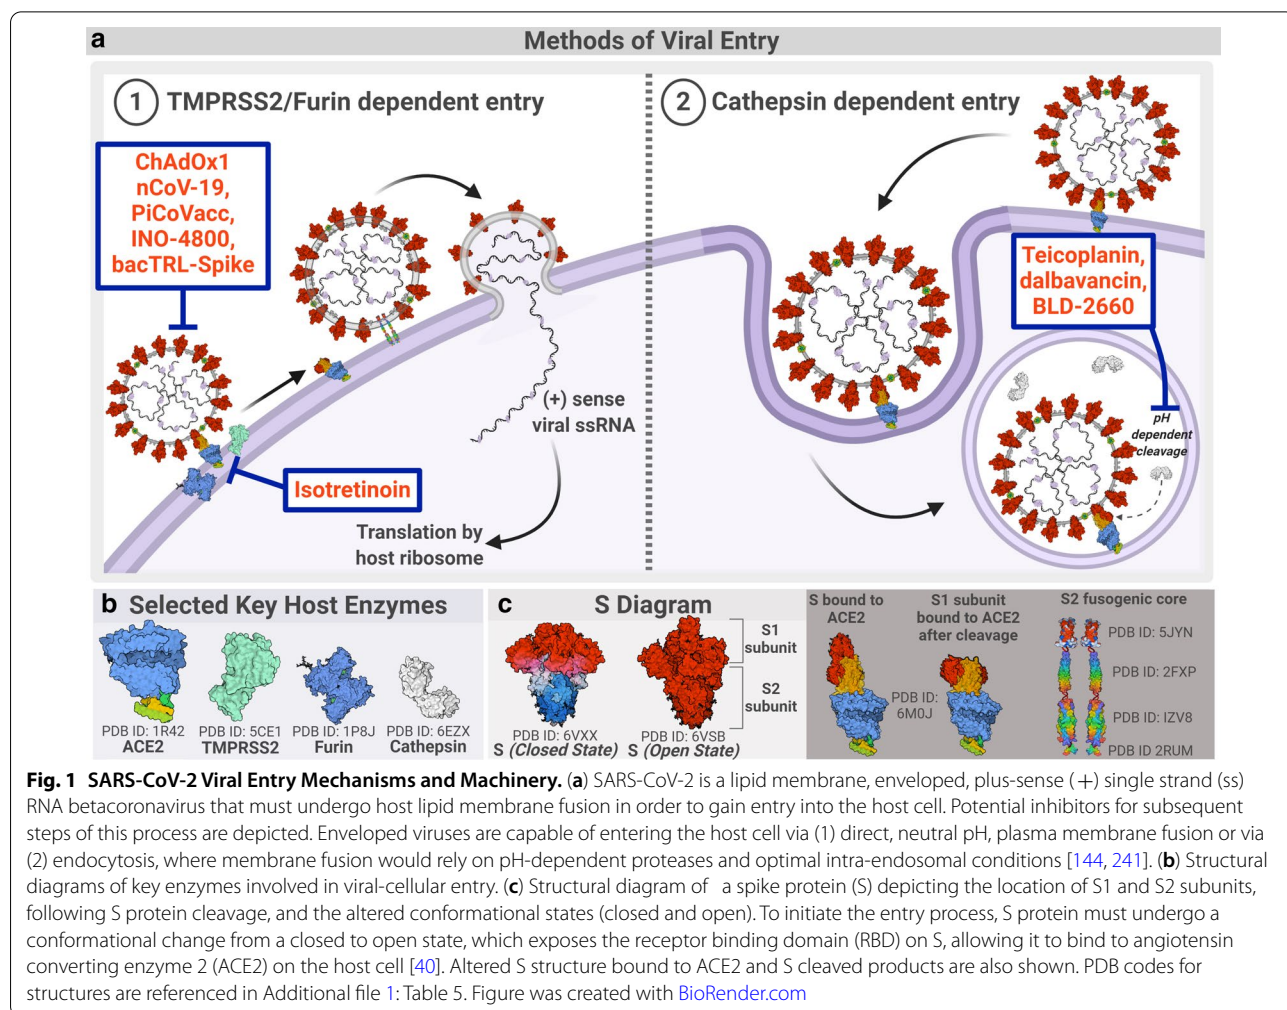 a
Methods of Viral Entry
1 TMPRSS2/Furin dependent entry
ChAdOx1
nCoV-19,
PiCoVacc,
INO-4800,
bacTRL-Spike
Isotretinoin
(+) sense
viral ssRNA
Translation by
host ribosome
2 Cathepsin dependent entry
Teicoplanin,
dalbavancin,
BLD-2660
pH
dependent
cleavage
b Selected Key Host Enzymes
PDB ID: 1R42
ACE2
PDB ID: 5CE1
TMPRSS2
PDB ID: 1P8J
Furin
PDB ID: 6EZX
Cathepsin
c S Diagram
S1
subunit
S2
subunit
PDB ID: 6VXX
S (Closed State)
PDB ID: 6VSB
S (Open State)
S bound to
ACE2
S1 subunit
bound to ACE2
after cleavage
PDB ID:
6M0J
S2 fusogenic core
PDB ID: 5JYN
PDB ID: 2FXP
PDB ID: IZV8
PDB ID 2RUM
Fig. 1 SARS-CoV-2 Viral Entry Mechanisms and Machinery. (a) SARS-CoV-2 is a lipid membrane, enveloped, plus-sense (+) single strand (ss)
RNA betacoronavirus that must undergo host lipid membrane fusion in order to gain entry into the host cell. Potential inhibitors for subsequent
steps of this process are depicted. Enveloped viruses are capable of entering the host cell via (1) direct, neutral pH, plasma membrane fusion or via
(2) endocytosis, where membrane fusion would rely on pH-dependent proteases and optimal intra-endosomal conditions [144, 241]. (b) Structural
diagrams of key enzymes involved in viral-cellular entry. (c) Structural diagram of a spike protein (S) depicting the location of S1 and S2 subunits,
following S protein cleavage, and the altered conformational states (closed and open). To initiate the entry process, S protein must undergo a
conformational change from a closed to open state, which exposes the receptor binding domain (RBD) on S, allowing it to bind to angiotensin
converting enzyme 2 (ACE2) on the host cell [40]. Altered S structure bound to ACE2 and S cleaved products are also shown. PDB codes for
structures are referenced in Additional file 1: Table 5. Figure was created with BioRender.com